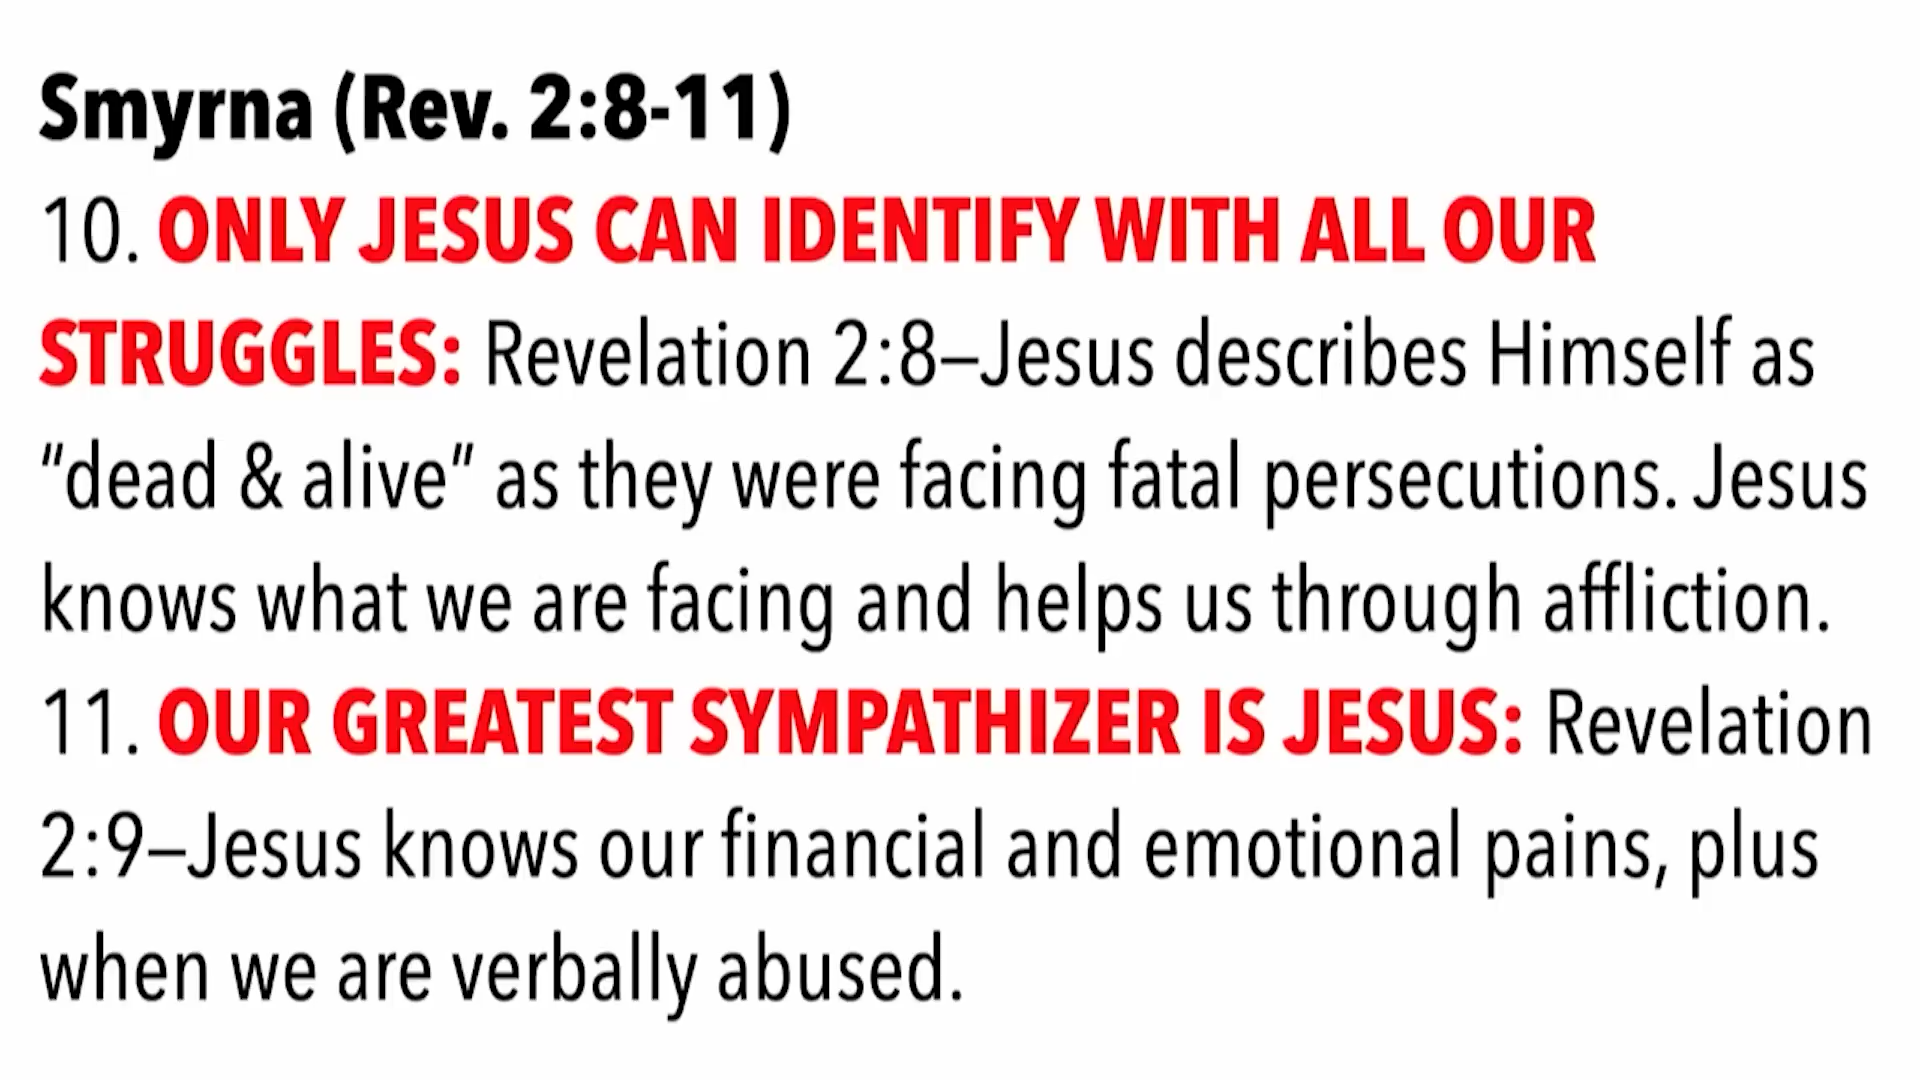 Smyrna (Rev. 2:8-11)
10. ONLY JESUS CAN IDENTIFY WITH ALL OUR
STRUGGLES: Revelation 2:8–Jesus describes Himself as
“dead & alive” as they were facing fatal persecutions. Jesus
knows what we are facing and helps us through affliction.
11. OUR GREATEST SYMPATHIZER IS JESUS: Revelation
2:9–Jesus knows our financial and emotional pains, plus
when we are verbally abused.